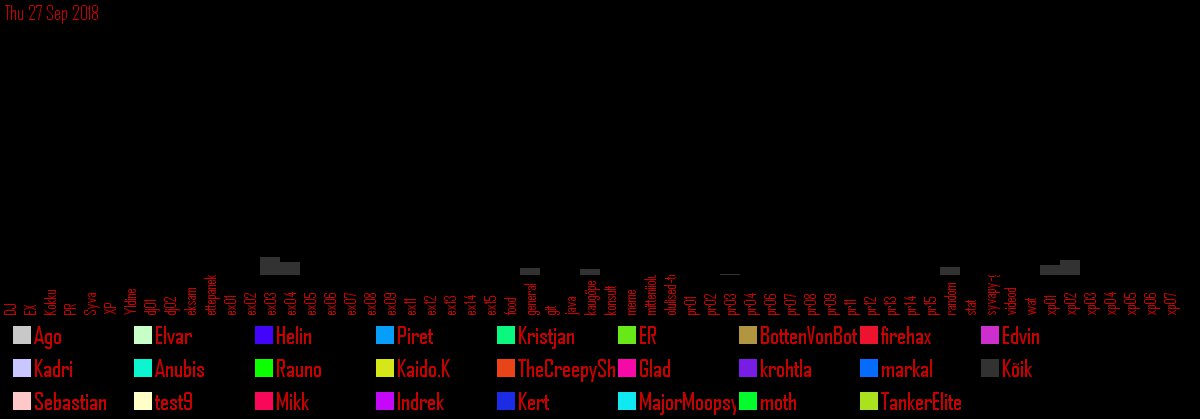 Thu 27 Sep 2018
DJ EX Kokku PR Syva XP Yldine dj01 dj02 eksam ettepanek ex01 ex02 ex03 ex04 ex05 ex06 ex07 ex08 ex09 ex11 ex12 ex13 ex14 ex15 food general git java kaugõpe konsult meme mitteriiklik olulised-h pr01 pr02 pr03 pr04 pr06 pr07 pr08 pr09 pr11 pr12 pr13 pr14 pr15 random stat syvapy-q videod wat xp01 xp02 xp03 xp04 xp05 xp06 xp07
Ago Elvar Helin Piret Kristjan ER BottenVonBot firehax Edvin
Kadri Anubis Rauno Kaido.K TheCreepySh Glad krohtla markal Kõik
Sebastian test9 Mikk Indrek Kert MajorMoopsy moth TankerElite